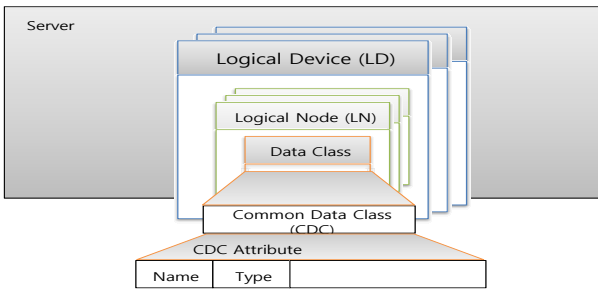 Server
Logical Device (LD)
Logical Node (LN)
Data Class
Common Data Class
(CDC)
CDC Attribute
Name Type